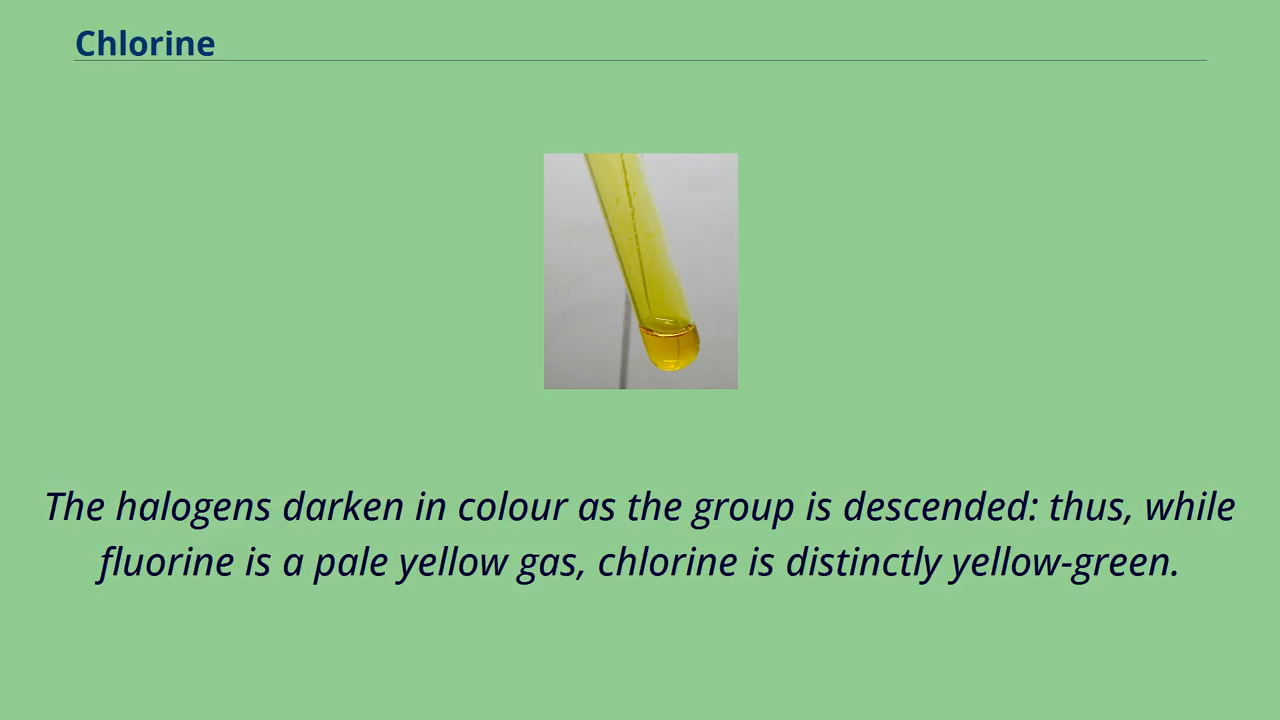 Chlorine
The halogens darken in colour as the group is descended: thus, while
fluorine is a pale yellow gas, chlorine is distinctly yellow-green.